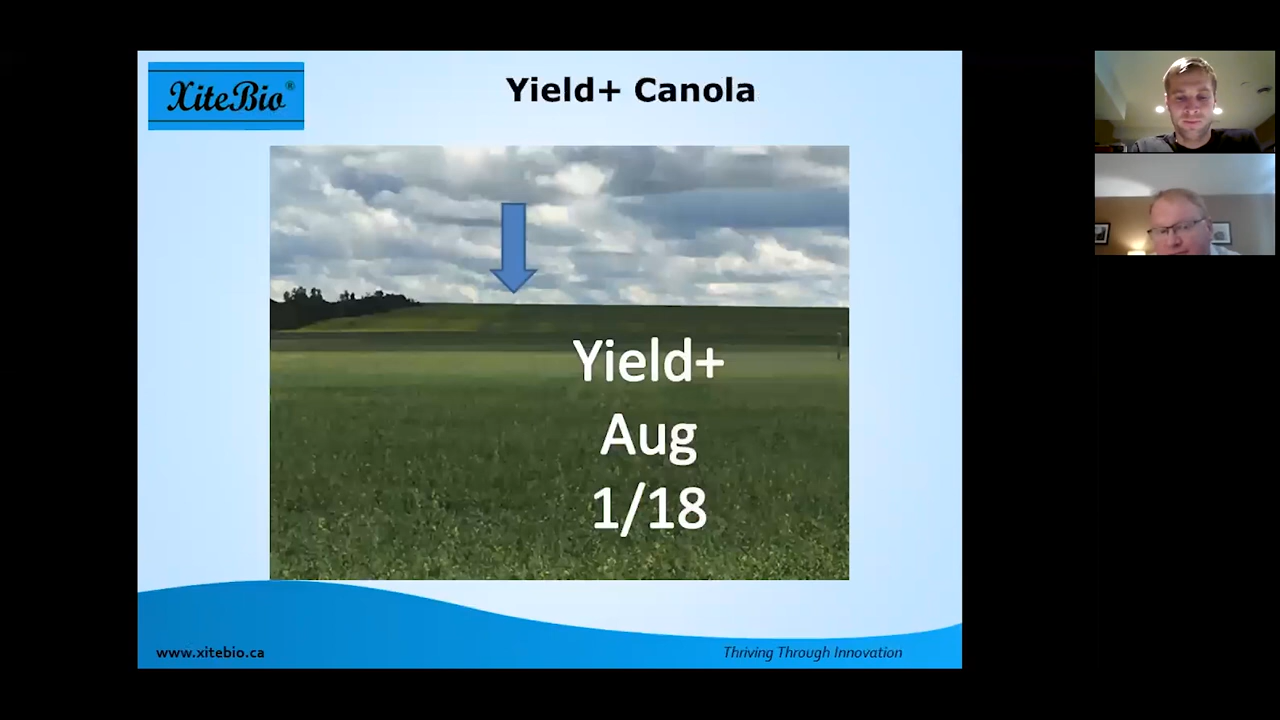 XiteBio®
Yield+ Canola
Yield+
Aug
1/18
www.xitebio.ca
Thriving Through Innovation